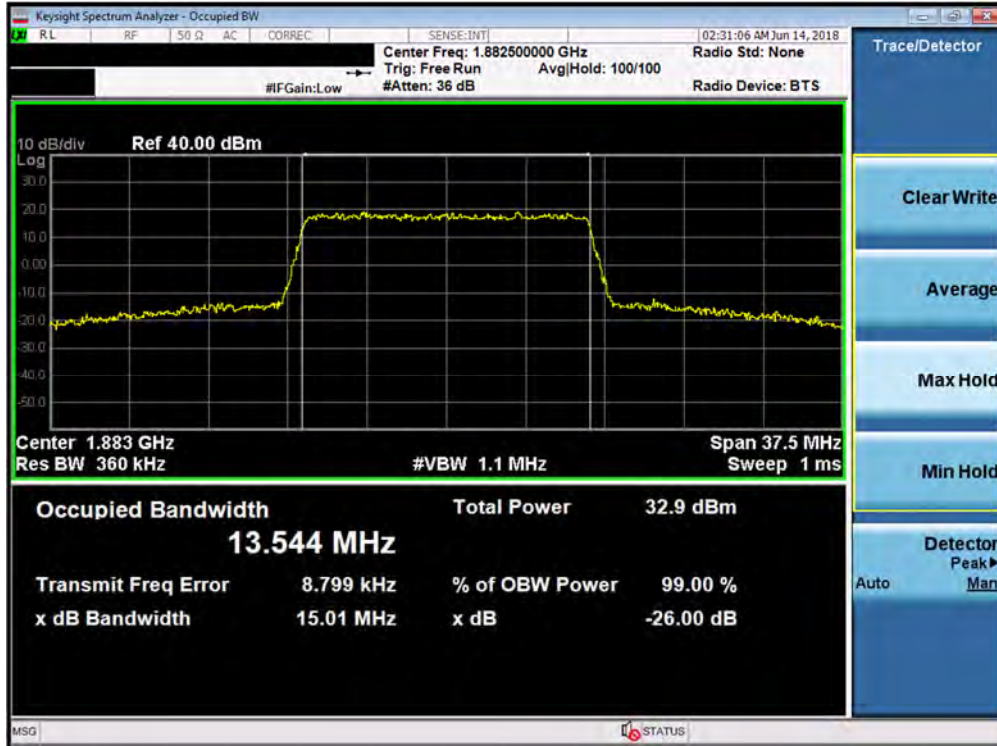 Keysight Spectrum Analyzer - Occupied BW
LXI RL RF 50 Ω AC CORREC SENSE:INT 02:31:06 AM Jun 14, 2018
Center Freq: 1.882500000 GHz Radio Std: None
Trig: Free Run Avg|Hold: 100/100
#IFGain:Low #Atten: 36 dB Radio Device: BTS
10 dB/div Ref 40.00 dBm
Log
30.0
20.0
10.0
0.00
-10.0
-20.0
-30.0
-40.0
-50.0
Center 1.883 GHz Span 37.5 MHz
Res BW 360 kHz #VBW 1.1 MHz Sweep 1 ms
Occupied Bandwidth Total Power 32.9 dBm
13.544 MHz
Transmit Freq Error 8.799 kHz % of OBW Power 99.00 %
x dB Bandwidth 15.01 MHz x dB -26.00 dB
MSG STATUS
Trace/Detector
Clear Write
Average
Max Hold
Min Hold
Detector
Peak
Auto Man